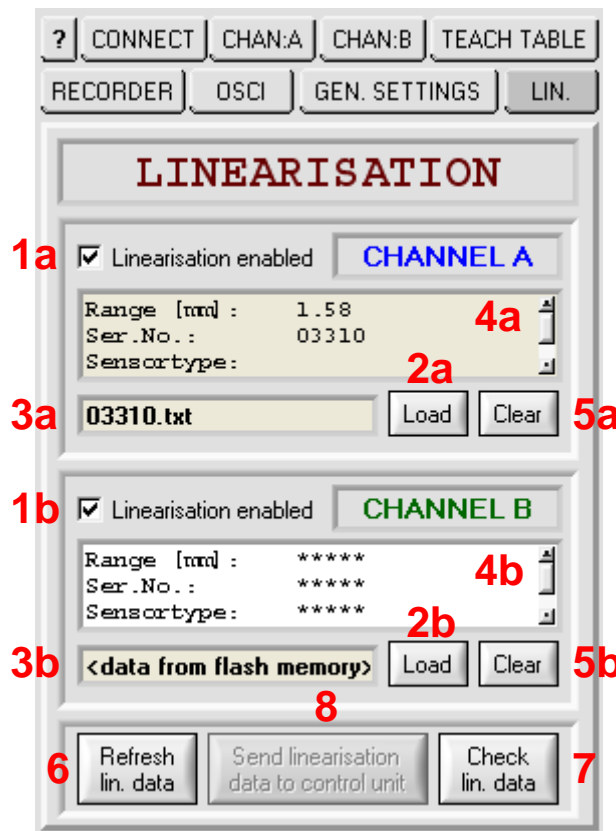 ? CONNECT CHAN:A CHAN:B TEACH TABLE
RECORDER OSCI GEN. SETTINGS LIN.
LINEARISATION
1a Linearisation enabled CHANNEL A
Range [mm]: 1.58
4a
Ser.No.: 03310
Sensortype:
2a
3a 03310.txt Load Clear 5a
1b Linearisation enabled CHANNEL B
Range [mm]: *****
4b
Ser.No.: *****
Sensortype: *****
2b
3b <data from flash memory> Load Clear 5b
8
6 Refresh lin. data Send linearisation data to control unit Check lin. data 7